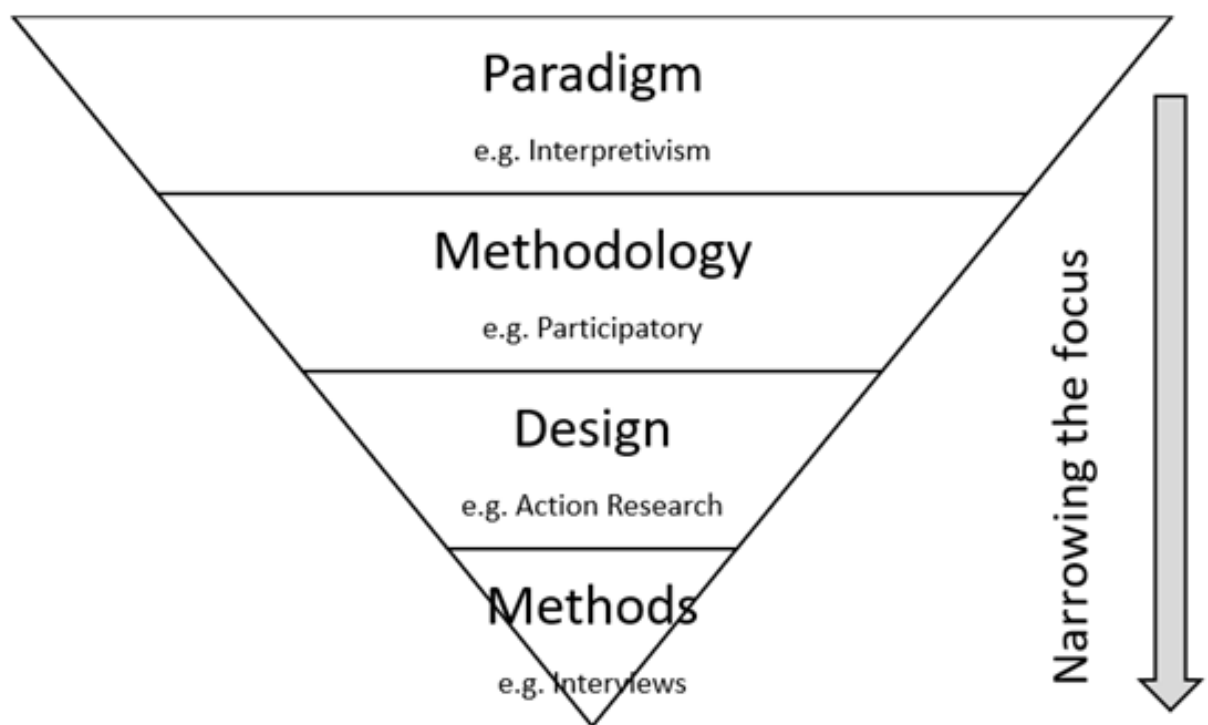 Paradigm
e.g. Interpretivism
Methodology
e.g. Participatory
Design
e.g. Action Research
Methods
e.g. Interviews
Narrowing the focus